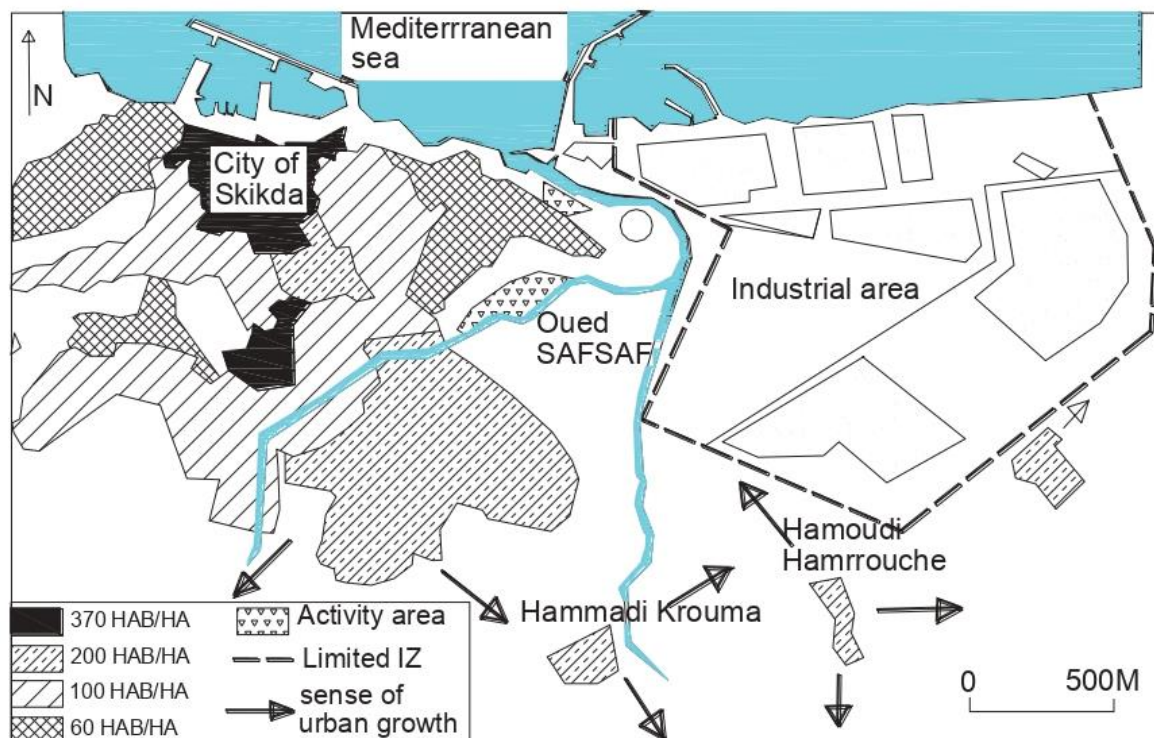 Mediterrranean
sea
N
City of
Skikda
Industrial area
Oued
SAFSAF
Hamoudi
Hamrrouche
Hammadi Krouma
370 HAB/HA
200 HAB/HA
100 HAB/HA
60 HAB/HA
Activity area
Limited IZ
sense of
urban growth
0 500M